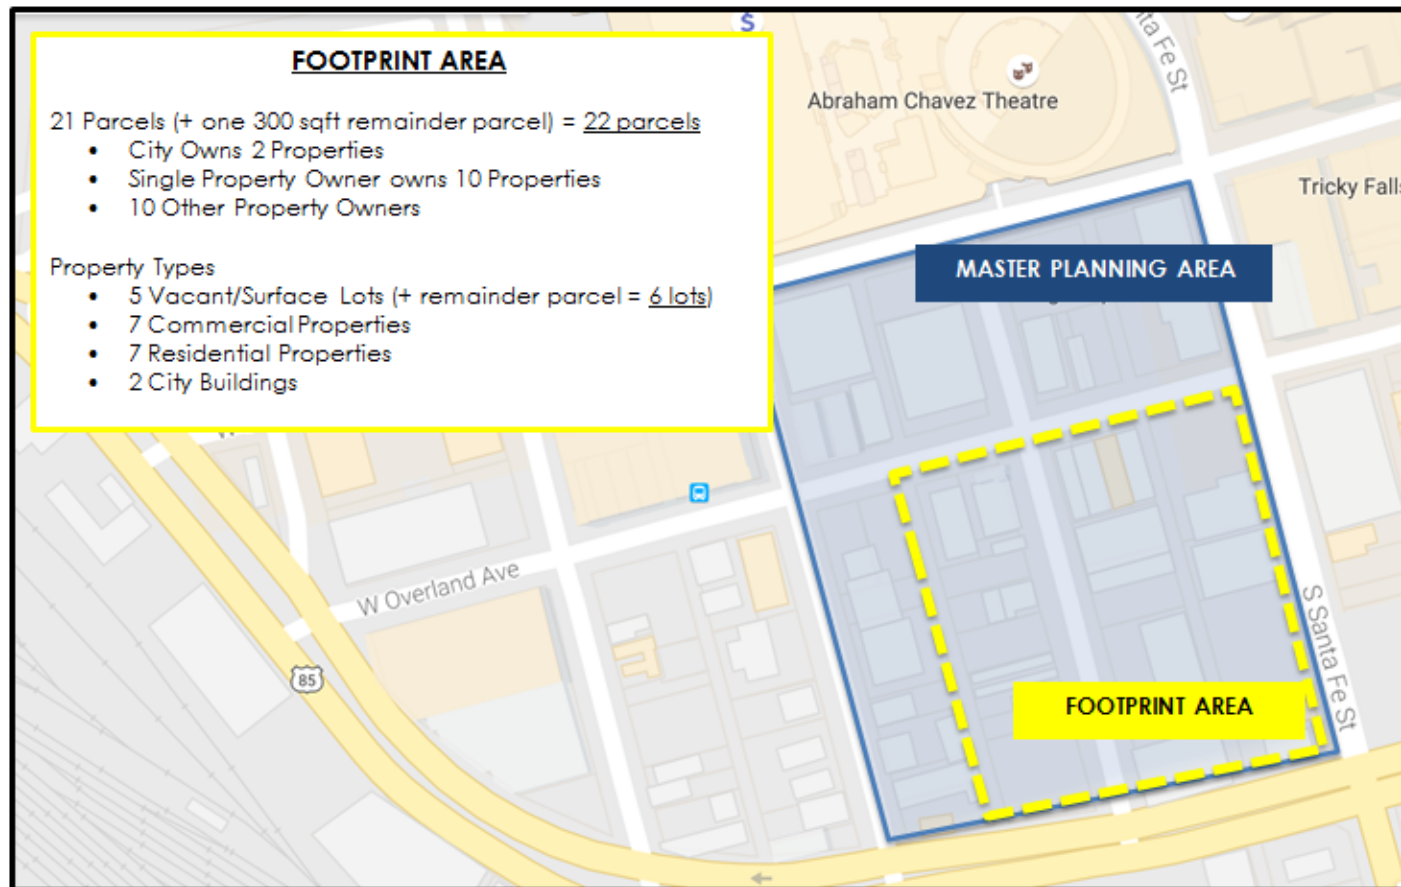 FOOTPRINT AREA
21 Parcels (+ one 300 sqft remainder parcel) = 22 parcels
• City Owns 2 Properties
• Single Property Owner owns 10 Properties
• 10 Other Property Owners
Property Types
• 5 Vacant/Surface Lots (+ remainder parcel = 6 lots)
• 7 Commercial Properties
• 7 Residential Properties
• 2 City Buildings
$
Abraham Chavez Theatre
nta Fe St
Tricky Falls
MASTER PLANNING AREA
W Overland Ave
85
S Santa Fe St
FOOTPRINT AREA